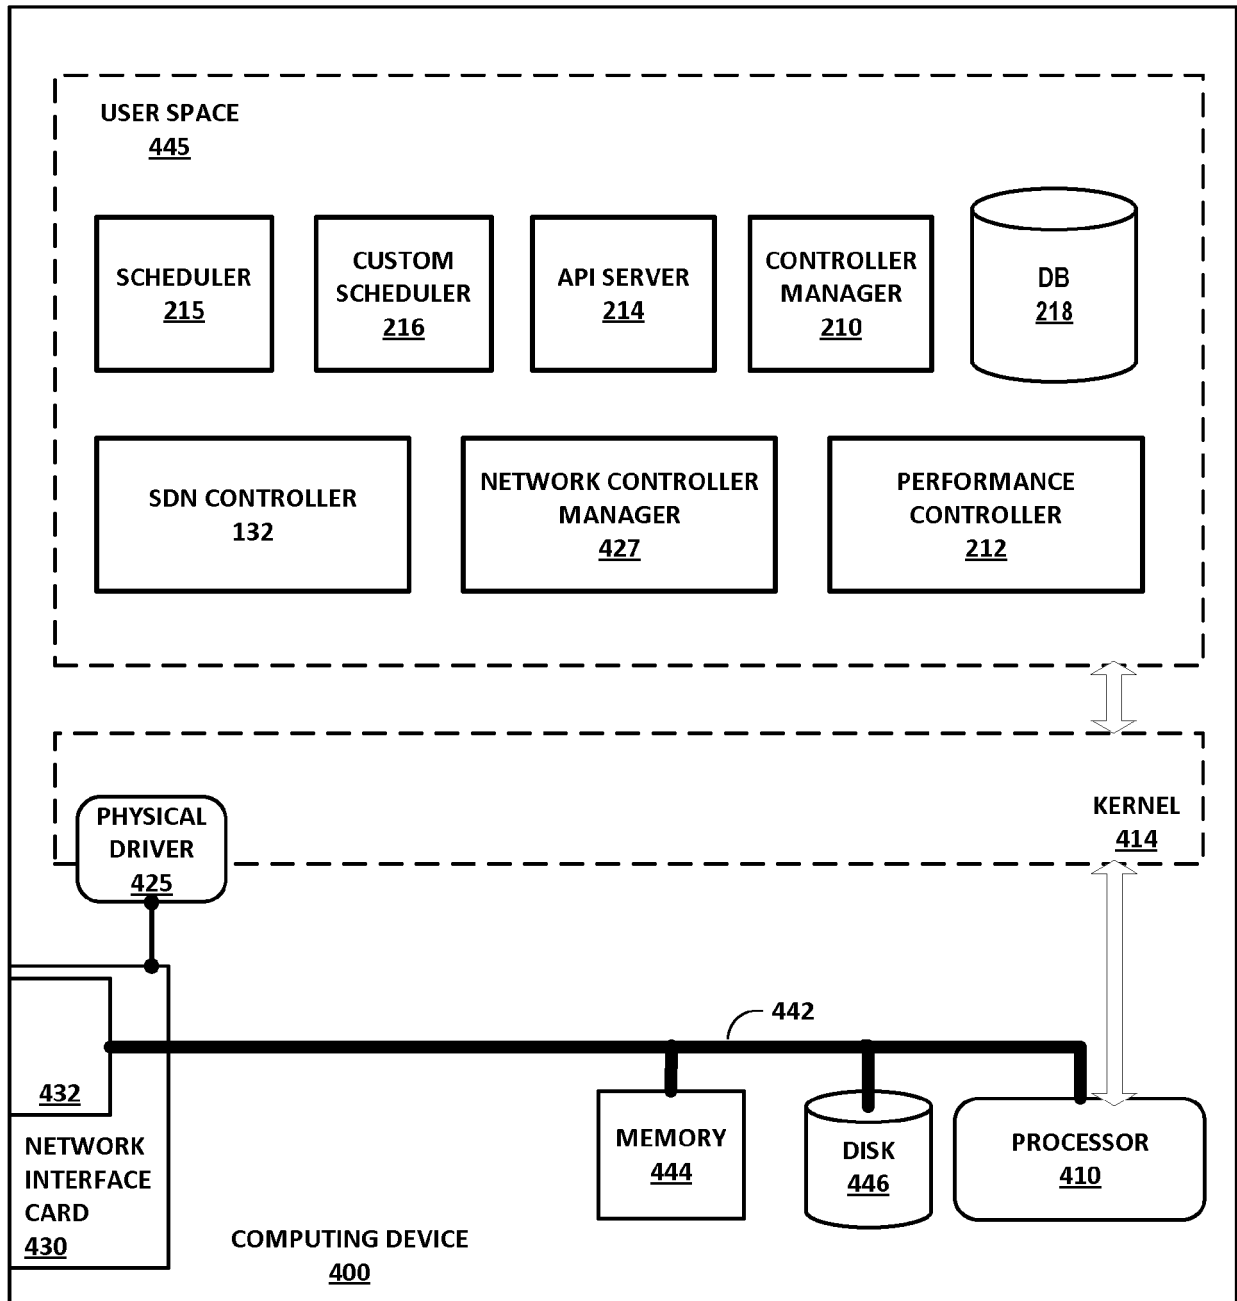 USER SPACE
445
SCHEDULER
215
CUSTOM
SCHEDULER
216
API SERVER
214
CONTROLLER
MANAGER
210
DB
218
SDN CONTROLLER
132
NETWORK CONTROLLER
MANAGER
427
PERFORMANCE
CONTROLLER
212
KERNEL
414
PHYSICAL
DRIVER
425
442
432
NETWORK
INTERFACE
CARD
430
MEMORY
444
DISK
446
PROCESSOR
410
COMPUTING DEVICE
400